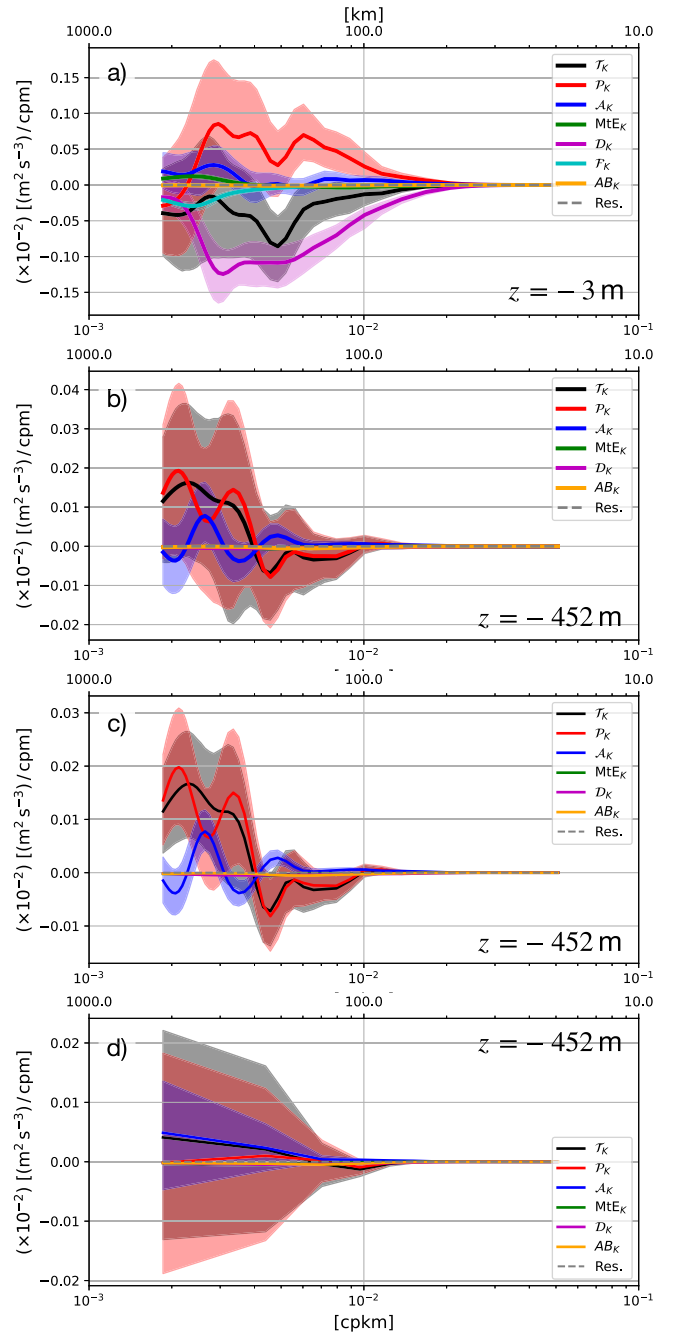 [km]
1000.0 100.0 10.0
a)
0.15
0.10
0.05
0.00
−0.05
−0.10
−0.15
(×10⁻²) [(m² s⁻³)/cpm]
𝒯_K
𝒫_K
𝒜_K
MtE_K
𝒟_K
ℱ_K
AB_K
Res.
z = − 3 m
10⁻³ 10⁻² 10⁻¹
1000.0 100.0 10.0
b)
0.04
0.03
0.02
0.01
0.00
−0.01
−0.02
(×10⁻²) [(m² s⁻³)/cpm]
𝒯_K
𝒫_K
𝒜_K
MtE_K
𝒟_K
AB_K
Res.
z = − 452 m
10⁻³ 10⁻² 10⁻¹
1000.0 100.0 10.0
c)
0.03
0.02
0.01
0.00
−0.01
(×10⁻²) [(m² s⁻³)/cpm]
𝒯_K
𝒫_K
𝒜_K
MtE_K
𝒟_K
AB_K
Res.
z = − 452 m
10⁻³ 10⁻² 10⁻¹
1000.0 100.0 10.0
d)
z = − 452 m
0.02
0.01
0.00
−0.01
−0.02
(×10⁻²) [(m² s⁻³)/cpm]
𝒯_K
𝒫_K
𝒜_K
MtE_K
𝒟_K
AB_K
Res.
10⁻³ 10⁻² 10⁻¹
[cpkm]